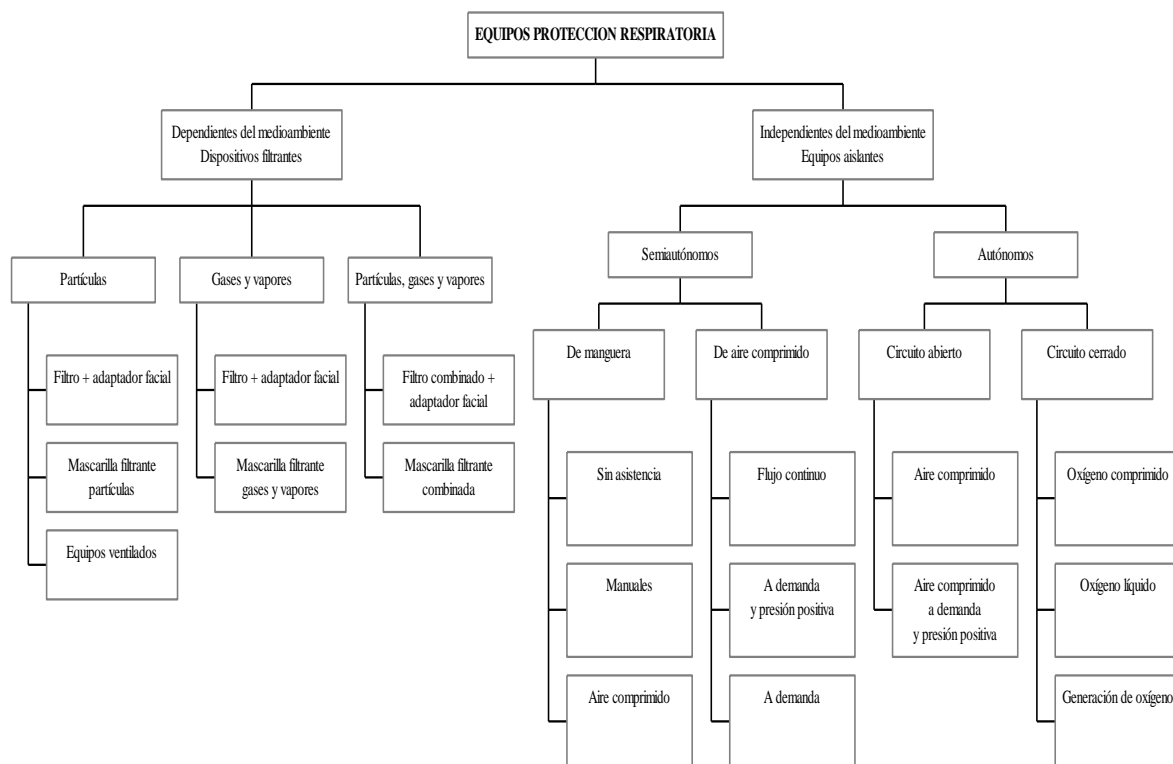 EQUIPOS PROTECCION RESPIRATORIA
Dependientes del medioambiente
Dispositivos filtrantes
Independientes del medioambiente
Equipos aislantes
Semiautónomos
Autónomos
Partículas
Gases y vapores
Partículas, gases y vapores
De manguera
De aire comprimido
Circuito abierto
Circuito cerrado
Filtro + adaptador facial
Filtro + adaptador facial
Filtro combinado +
adaptador facial
Mascarilla filtrante
partículas
Mascarilla filtrante
gases y vapores
Mascarilla filtrante
combinada
Equipos ventilados
Sin asistencia
Flujo continuo
Aire comprimido
Oxígeno comprimido
Manuales
A demanda
y presión positiva
Aire comprimido
a demanda
y presión positiva
Oxígeno líquido
Aire comprimido
A demanda
Generación de oxígeno